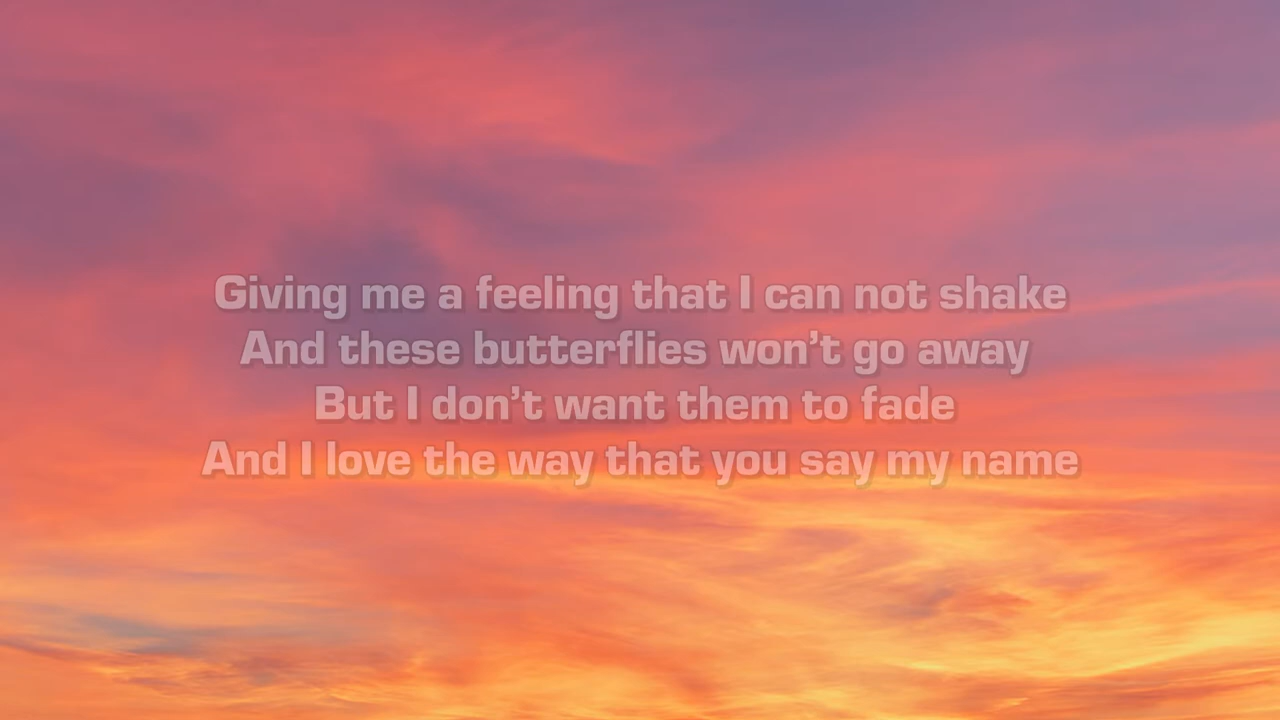 Giving me a feeling that I can not shake
And these butterflies won’t go away
But I don’t want them to fade
And I love the way that you say my name